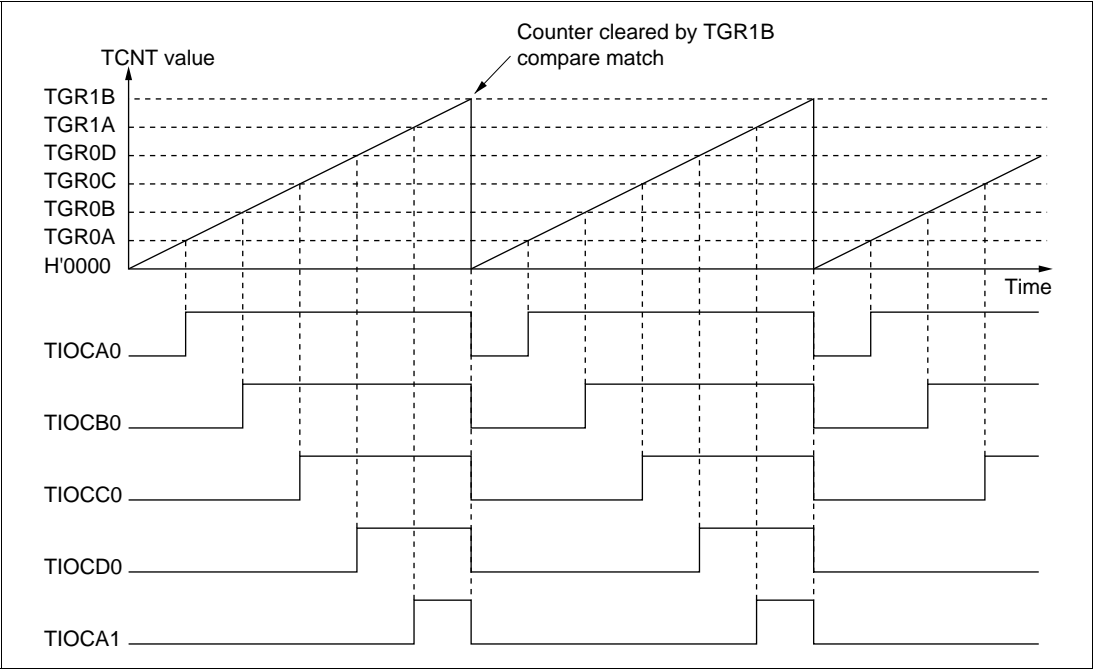 Counter cleared by TGR1B
compare match
TCNT value
TGR1B
TGR1A
TGR0D
TGR0C
TGR0B
TGR0A
H'0000
Time
TIOCA0
TIOCB0
TIOCC0
TIOCD0
TIOCA1